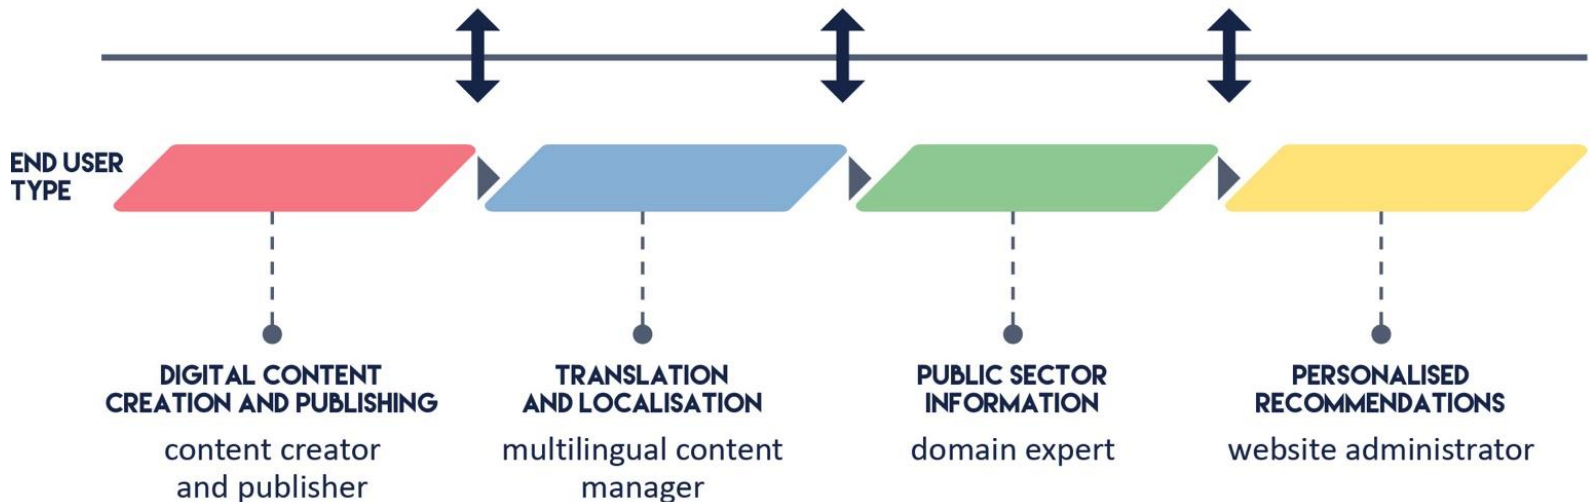 END USER
TYPE
DIGITAL CONTENT
CREATION AND PUBLISHING
content creator
and publisher
TRANSLATION
AND LOCALISATION
multilingual content
manager
PUBLIC SECTOR
INFORMATION
domain expert
PERSONALISED
RECOMMENDATIONS
website administrator